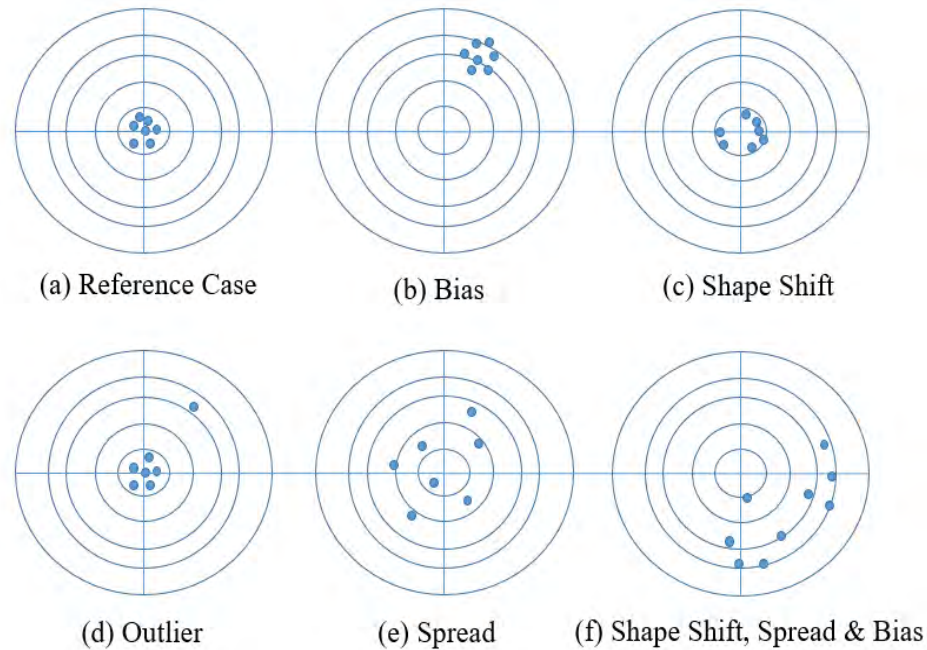 (a) Reference Case
(b) Bias
(c) Shape Shift
(d) Outlier
(e) Spread
(f) Shape Shift, Spread & Bias